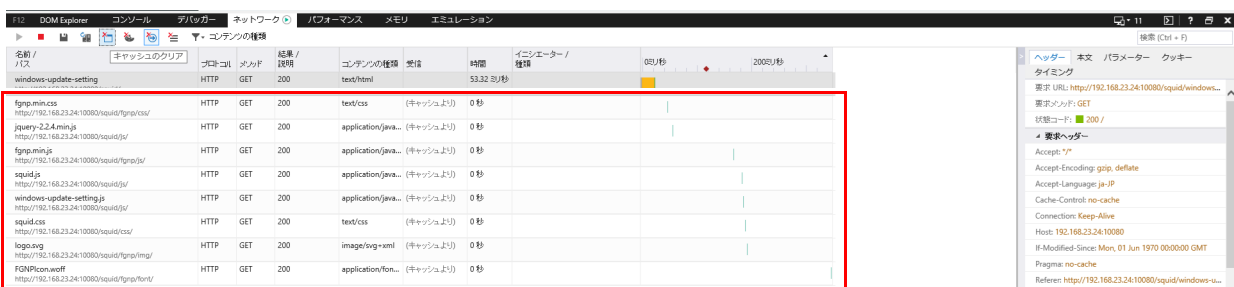 F12 DOM Explorer コンソール デバッガー ネットワーク パフォーマンス メモリ エミュレーション 11 ? x
コンテンツの種類 検索 (Ctrl + F)
キャッシュのクリア
名前 / パス プロトコル メソッド 結果 / 説明 コンテンツの種類 受信 時間 イニシエーター / 種類 0ミリ秒 200ミリ秒
windows-update-setting HTTP GET 200 text/html 53.32 ミリ秒
fgnp.min.css HTTP GET 200 text/css (キャッシュより) 0 秒
http://192.168.23.24:10080/squid/fgnp/css/
jquery-2.2.4.min.js HTTP GET 200 application/java... (キャッシュより) 0 秒
http://192.168.23.24:10080/squid/js/
fgnp.min.js HTTP GET 200 application/java... (キャッシュより) 0 秒
http://192.168.23.24:10080/squid/fgnp/js/
squid.js HTTP GET 200 application/java... (キャッシュより) 0 秒
http://192.168.23.24:10080/squid/js/
windows-update-setting.js HTTP GET 200 application/java... (キャッシュより) 0 秒
http://192.168.23.24:10080/squid/js/
squid.css HTTP GET 200 text/css (キャッシュより) 0 秒
http://192.168.23.24:10080/squid/css/
logo.svg HTTP GET 200 image/svg+xml (キャッシュより) 0 秒
http://192.168.23.24:10080/squid/fgnp/img/
FGNPIcon.woff HTTP GET 200 application/fon... (キャッシュより) 0 秒
http://192.168.23.24:10080/squid/fgnp/font/
ヘッダー 本文 パラメーター クッキー
タイミング
要求 URL: http://192.168.23.24:10080/squid/windows...
要求メソッド: GET
状態コード: 200 /
要求ヘッダー
Accept: */*
Accept-Encoding: gzip, deflate
Accept-Language: ja-JP
Cache-Control: no-cache
Connection: Keep-Alive
Host: 192.168.23.24:10080
If-Modified-Since: Mon, 01 Jun 1970 00:00:00 GMT
Pragma: no-cache
Referer: http://192.168.23.24:10080/squid/windows-u...